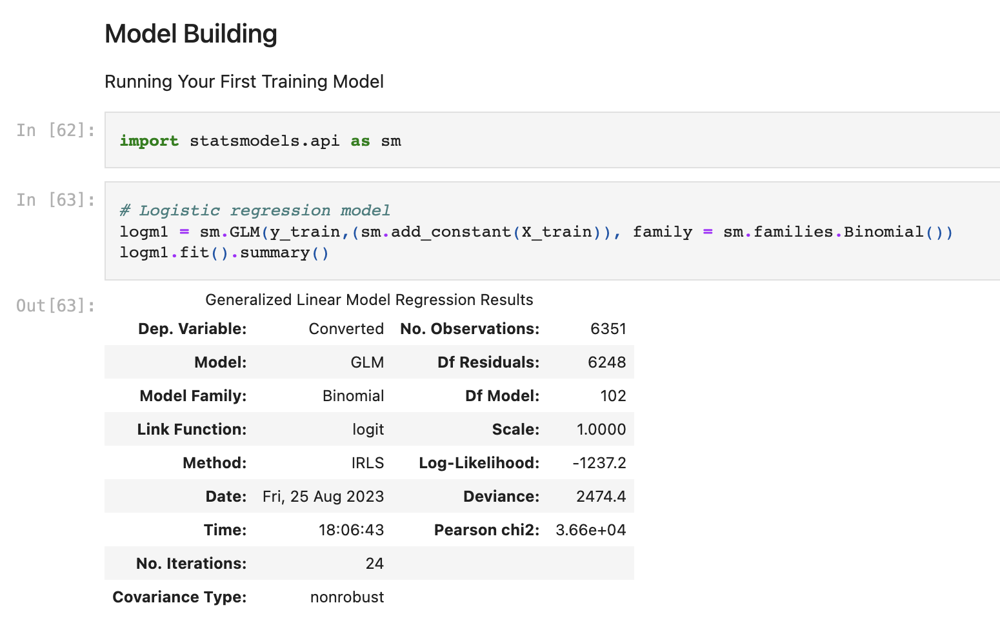 Model Building
Running Your First Training Model
In [62]:
import statsmodels.api as sm
In [63]:
# Logistic regression model
logm1 = sm.GLM(y_train,(sm.add_constant(X_train)), family = sm.families.Binomial())
logm1.fit().summary()
Out[63]:
Generalized Linear Model Regression Results
Dep. Variable: Converted No. Observations: 6351
Model: GLM Df Residuals: 6248
Model Family: Binomial Df Model: 102
Link Function: logit Scale: 1.0000
Method: IRLS Log-Likelihood: -1237.2
Date: Fri, 25 Aug 2023 Deviance: 2474.4
Time: 18:06:43 Pearson chi2: 3.66e+04
No. Iterations: 24
Covariance Type: nonrobust